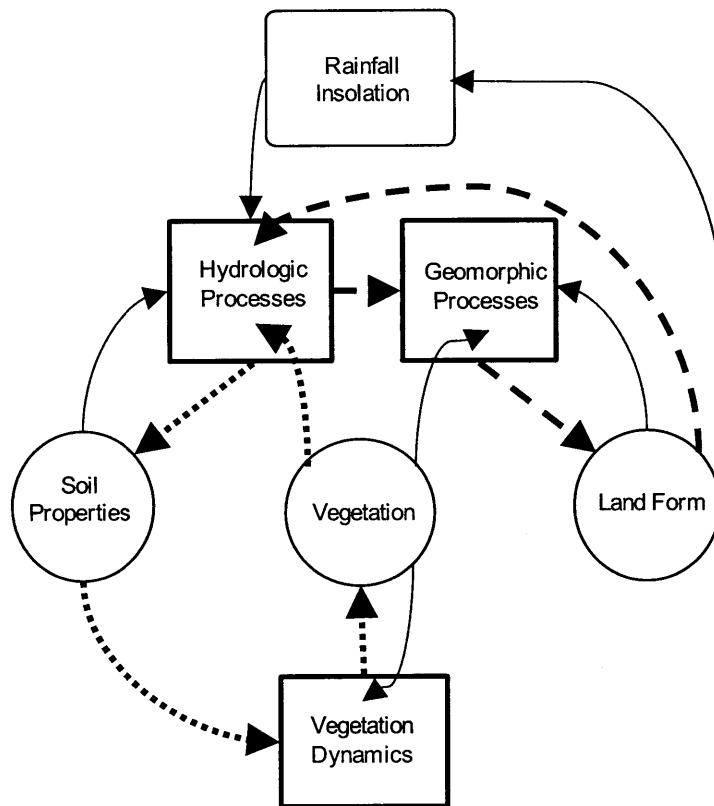 Rainfall
Insolation
Hydrologic
Processes
Geomorphic
Processes
Soil
Properties
Vegetation
Land Form
Vegetation
Dynamics